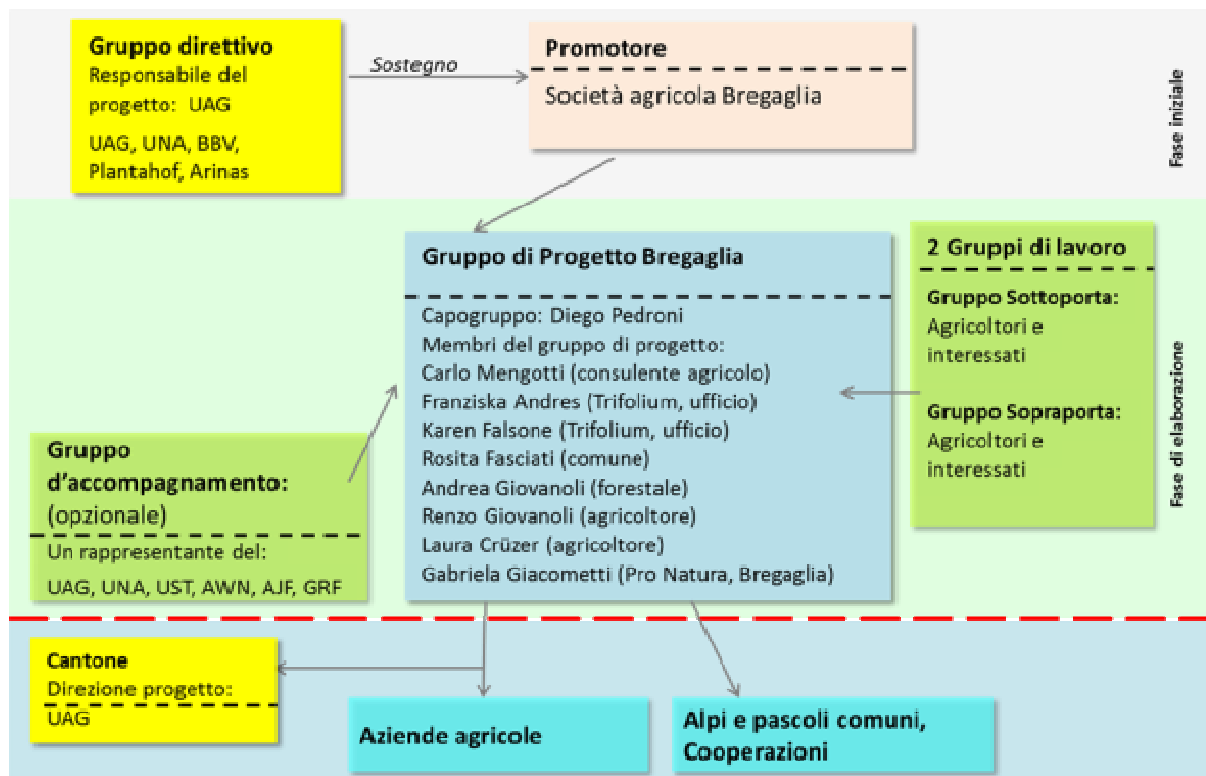 Gruppo direttivo
Responsabile del
progetto: UAG
UAG, UNA, BBV,
Plantahof, Arinas
Sostegno
Promotore
Società agricola Bregaglia
Fase iniziale
Gruppo di Progetto Bregaglia
Capogruppo: Diego Pedroni
Membri del gruppo di progetto:
Carlo Mengotti (consulente agricolo)
Franziska Andres (Trifolium, ufficio)
Karen Falsone (Trifolium, ufficio)
Rosita Fasciati (comune)
Andrea Giovanoli (forestale)
Renzo Giovanoli (agricoltore)
Laura Crüzer (agricoltore)
Gabriela Giacometti (Pro Natura, Bregaglia)
2 Gruppi di lavoro
Gruppo Sottoporta:
Agricoltori e
interessati
Gruppo Sopraporta:
Agricoltori e
interessati
Fase di elaborazione
Gruppo
d'accompagnamento:
(opzionale)
Un rappresentante del:
UAG, UNA, UST, AWN, AJF, GRF
Cantone
Direzione progetto:
UAG
Aziende agricole
Alpi e pascoli comuni,
Cooperazioni